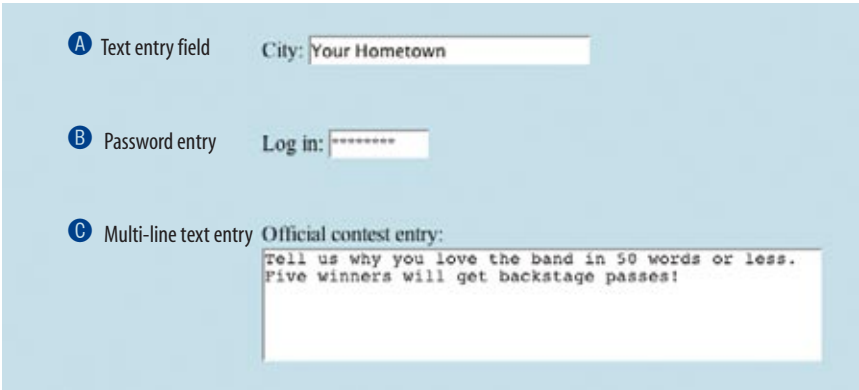 A Text entry field City: Your Hometown
B Password entry Log in: ********
C Multi-line text entry Official contest entry:
Tell us why you love the band in 50 words or less.
Five winners will get backstage passes!